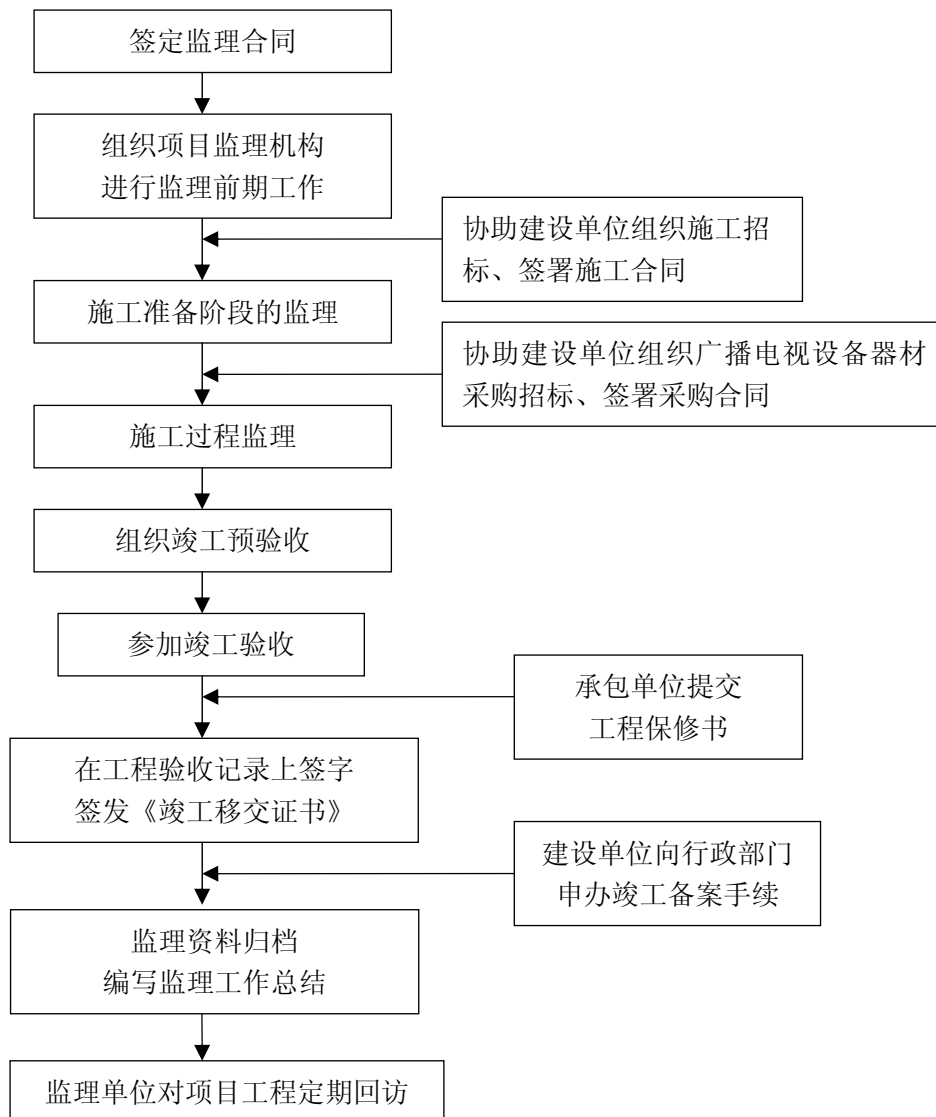 签定监理合同
组织项目监理机构
进行监理前期工作
协助建设单位组织施工招
标、签署施工合同
施工准备阶段的监理
协助建设单位组织广播电视设备器材
采购招标、签署采购合同
施工过程监理
组织竣工预验收
参加竣工验收
承包单位提交
工程保修书
在工程验收记录上签字
签发《竣工移交证书》
建设单位向行政部门
申办竣工备案手续
监理资料归档
编写监理工作总结
监理单位对项目工程定期回访